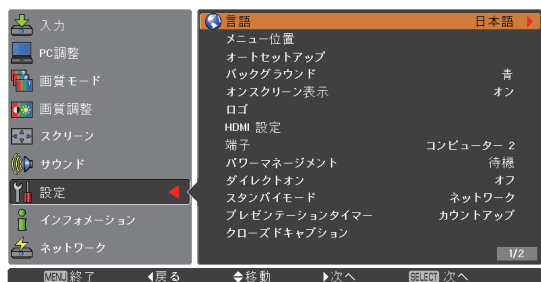 入力
PC調整
画質モード
画質調整
スクリーン
サウンド
設定
インフォメーション
ネットワーク
言語 日本語
メニュー位置
オートセットアップ
バックグラウンド 青
オンスクリーン表示 オン
ロゴ
HDMI 設定
端子 コンピューター 2
パワーマネージメント 待機
ダイレクトオン オフ
スタンバイモード ネットワーク
プレゼンテーションタイマー カウントアップ
クローズドキャプション
1/2
MENU 終了 戻る 移動 次へ SELECT 次へ